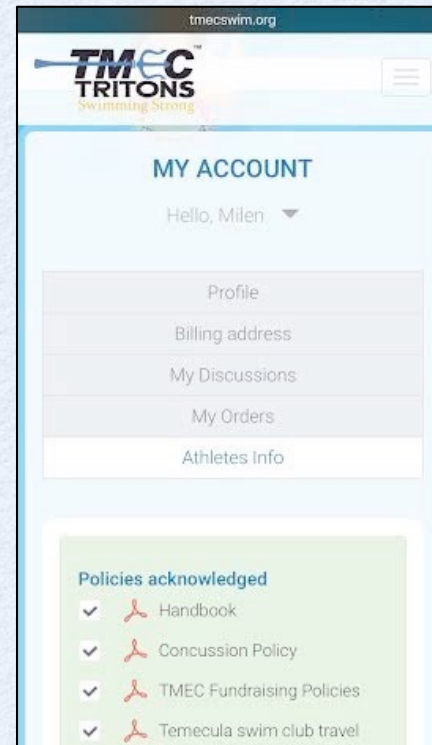 tmecswim.org
TMEC™
TRITONS
Swimming Strong
MY ACCOUNT
Hello, Milen
Profile
Billing address
My Discussions
My Orders
Athletes Info
Policies acknowledged
Handbook
Concussion Policy
TMEC Fundraising Policies
Temecula swim club travel